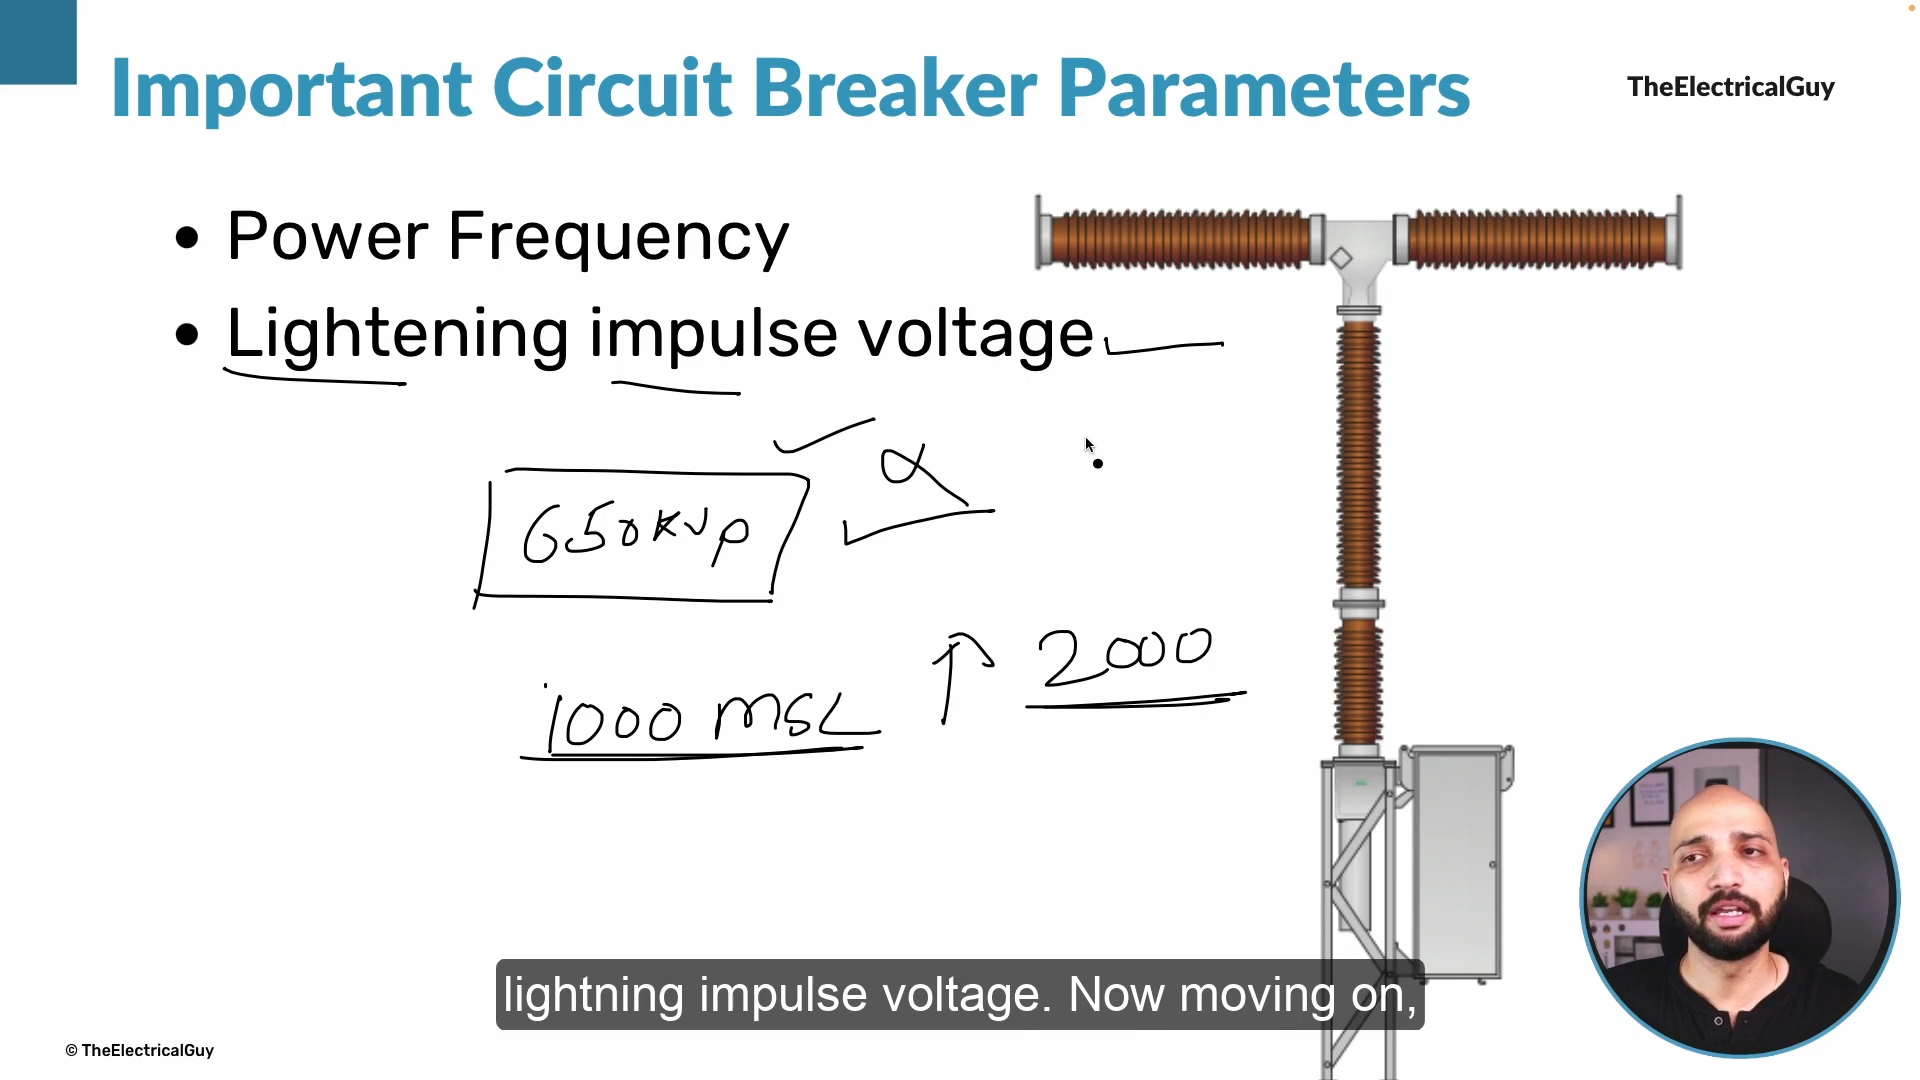 Important Circuit Breaker Parameters
TheElectricalGuy
• Power Frequency
• Lightening impulse voltage
α
650kVp
2000
1000 MSL
lightning impulse voltage. Now moving on,
© TheElectricalGuy